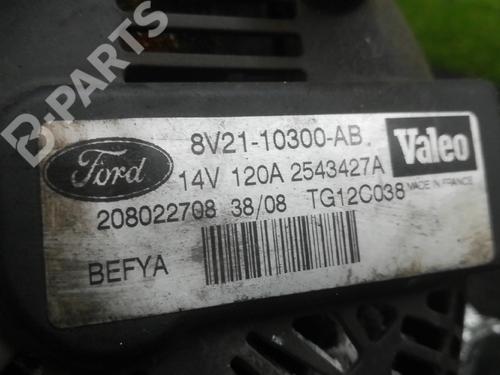 B-PARTS
Ford
8V21-10300-AB
Valeo
14V 120A 2543427A
MADE IN FRANCE
208022708 38/08 TG12C038
BEFYA